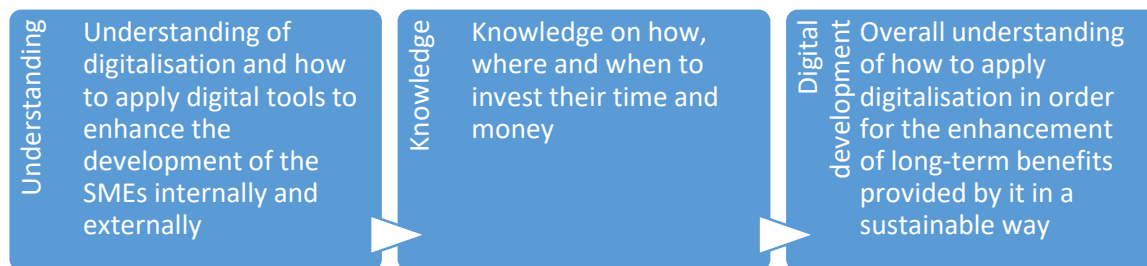 Understanding
Understanding of
digitalisation and how
to apply digital tools to
enhance the
development of the
SMEs internally and
externally
Knowledge
Knowledge on how,
where and when to
invest their time and
money
Digital
development
Overall understanding
of how to apply
digitalisation in order
for the enhancement
of long-term benefits
provided by it in a
sustainable way